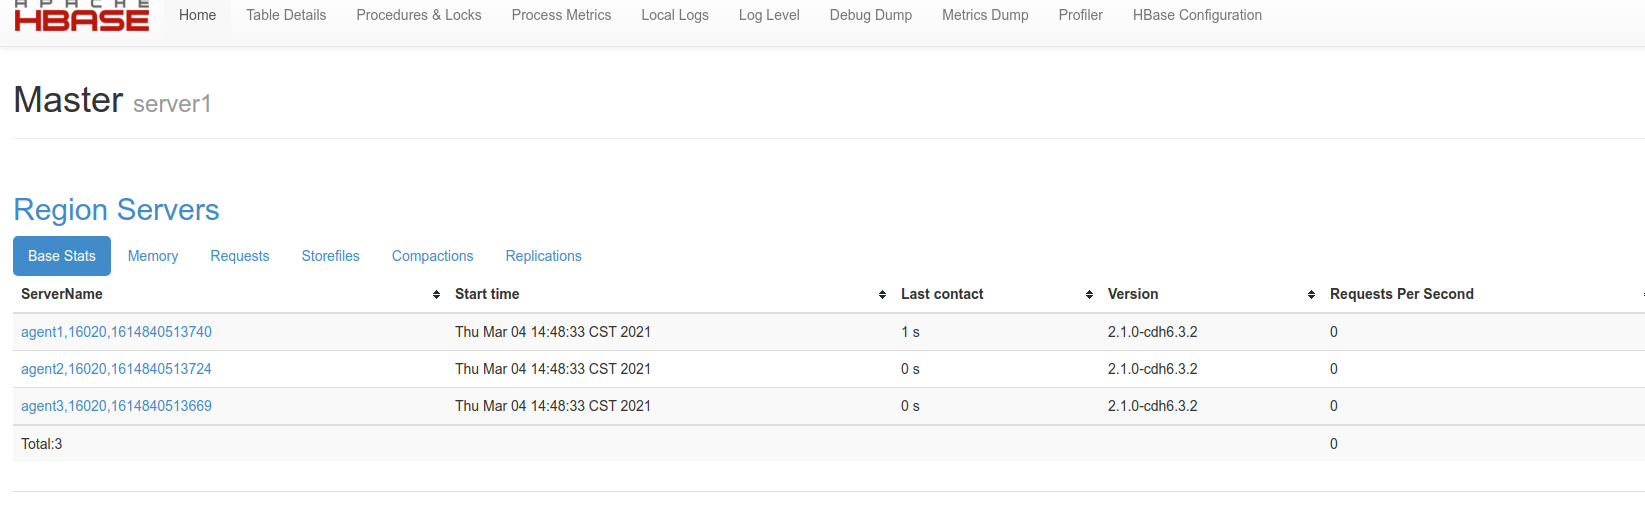 APACHE
HBASE Home Table Details Procedures & Locks Process Metrics Local Logs Log Level Debug Dump Metrics Dump Profiler HBase Configuration
Master server1
Region Servers
Base Stats Memory Requests Storefiles Compactions Replications
ServerName Start time Last contact Version Requests Per Second
agent1,16020,1614840513740 Thu Mar 04 14:48:33 CST 2021 1 s 2.1.0-cdh6.3.2 0
agent2,16020,1614840513724 Thu Mar 04 14:48:33 CST 2021 0 s 2.1.0-cdh6.3.2 0
agent3,16020,1614840513669 Thu Mar 04 14:48:33 CST 2021 0 s 2.1.0-cdh6.3.2 0
Total:3 0